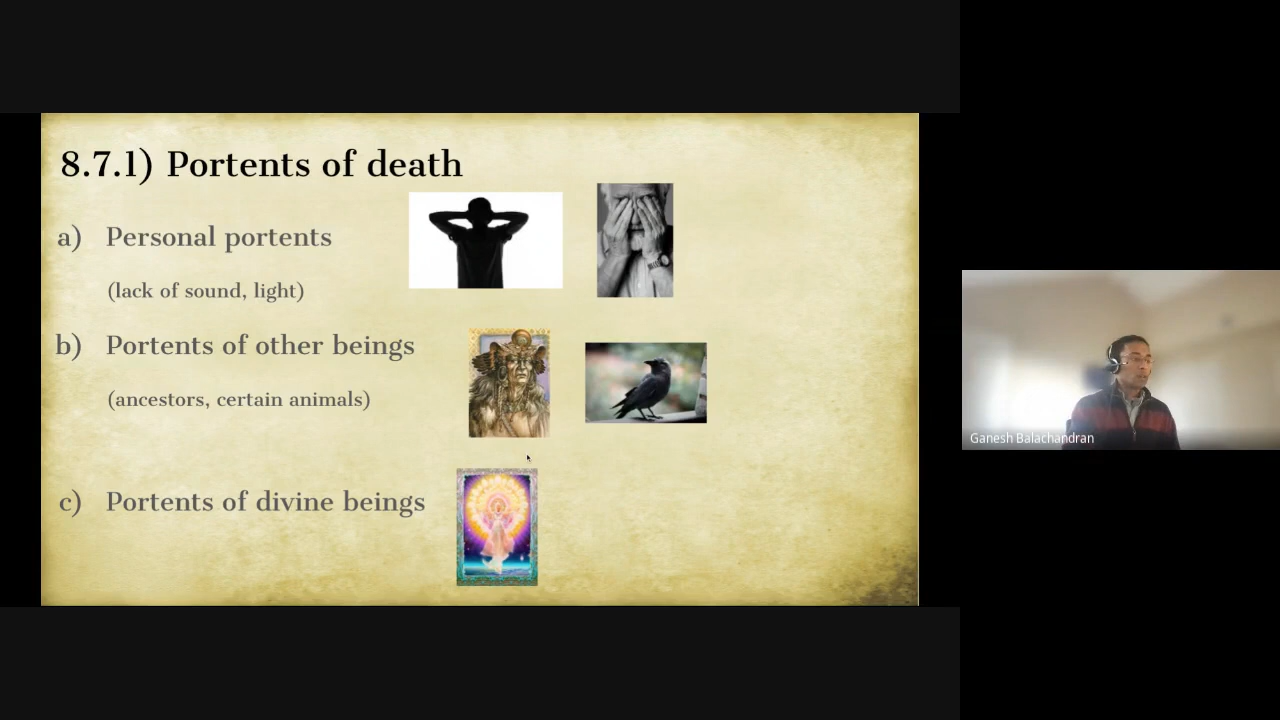 8.7.1) Portents of death
a) Personal portents
(lack of sound, light)
b) Portents of other beings
(ancestors, certain animals)
c) Portents of divine beings
Ganesh Balachandran